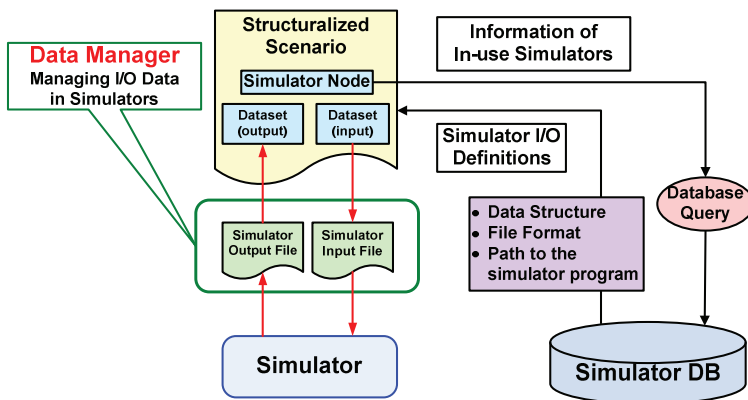 Structuralized
Scenario
Simulator Node
Dataset
(output)
Dataset
(input)
Data Manager
Managing I/O Data
in Simulators
Information of
In-use Simulators
Simulator I/O
Definitions
• Data Structure
• File Format
• Path to the
simulator program
Database
Query
Simulator
Output File
Simulator
Input File
Simulator
Simulator DB